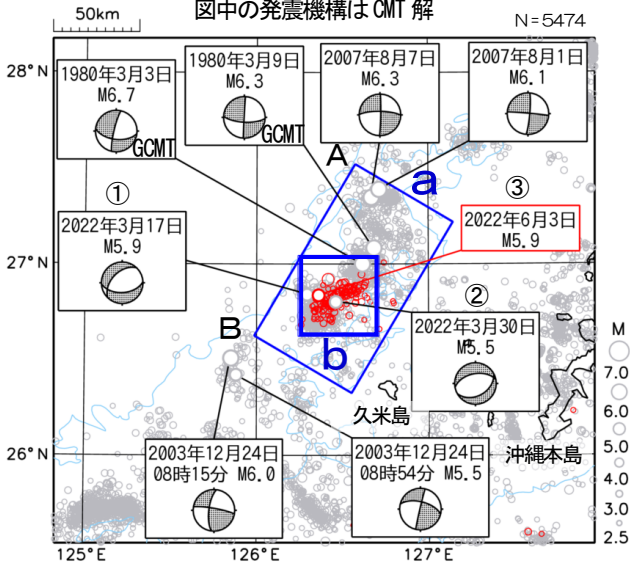 50km
図中の発震機構はCMT 解
N=5474
28°N
1980年3月3日
M6.7
GCMT
1980年3月9日
M6.3
GCMT
2007年8月7日
M6.3
2007年8月1日
M6.1
A
a
①
2022年3月17日
M5.9
③
2022年6月3日
M5.9
27°N
②
2022年3月30日
M5.5
B
b
久米島
沖縄本島
26°N
2003年12月24日
08時15分 M6.0
2003年12月24日
08時54分 M5.5
M
7.0
6.0
5.0
4.0
3.0
2.5
125°E
126°E
127°E